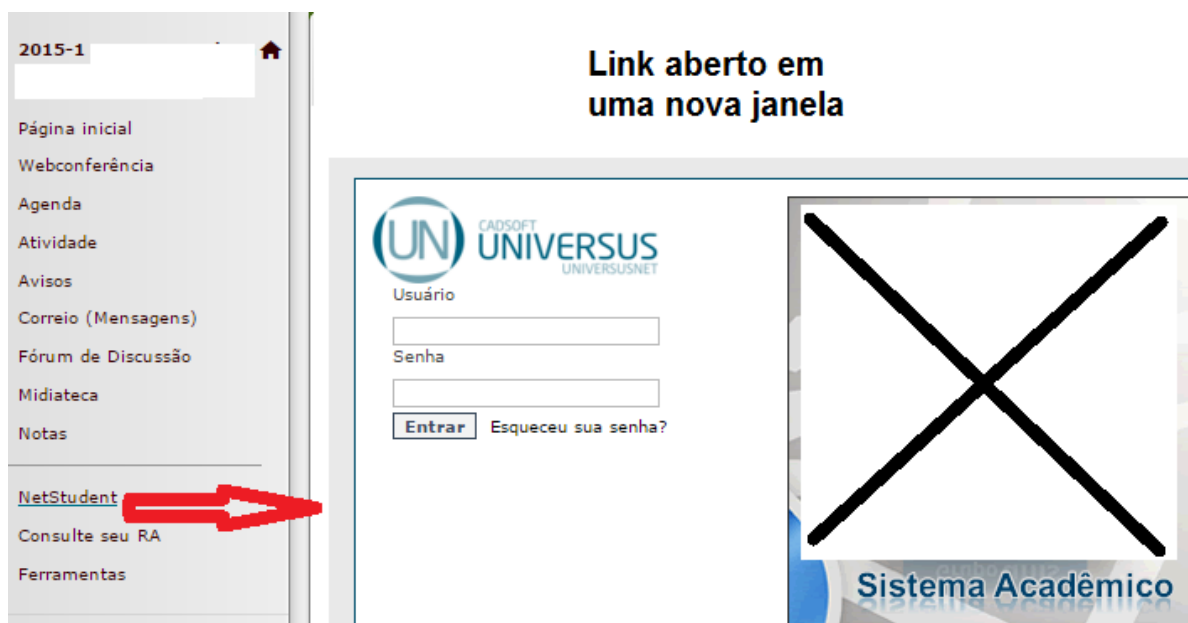 2015-1
Página inicial
Webconferência
Agenda
Atividade
Avisos
Correio (Mensagens)
Fórum de Discussão
Midiateca
Notas
NetStudent
Consulte seu RA
Ferramentas
Link aberto em
uma nova janela
UN
CADSOFT
UNIVERSUS
UNIVERSUSNET
Usuário
Senha
Entrar Esqueceu sua senha?
Sistema Acadêmico